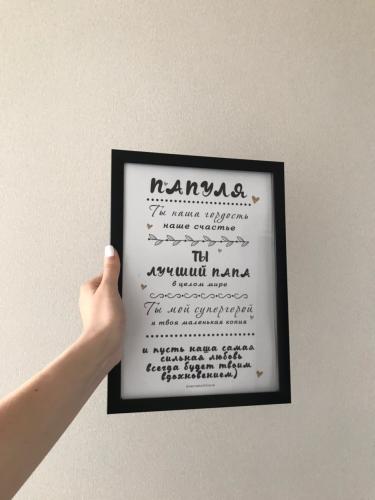 ПАПУЛЯ
Ты наша гордость
наше счастье
ТЫ
ЛУЧШИЙ ПАПА
в целом мире
Ты мой супергерой
я твоя маленькая копия
и пусть наша самая
сильная любовь
всегда будет твоим
вдохновением)